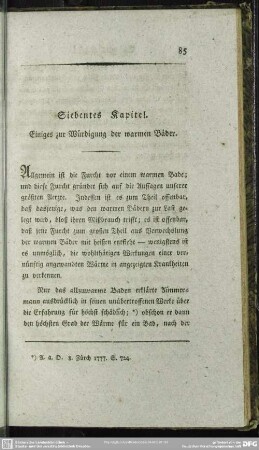 85
Siebentes Kapitel.
Einiges zur Würdigung der warmen Bäder.
Allgemein ist die Furcht vor einem warmen Bade;
und diese Furcht gründet sich auf die Aussagen unserer
größten Aerzte. Indessen ist es zum Theil offenbar,
daß dasjenige, was den warmen Bädern zur Last ge-
legt wird, bloß ihren Mißbrauch trifft; es ist offenbar,
daß jene Furcht zum großen Theil aus Verwechslung
der warmen Bäder mit heissen entstehe — wenigstens ist
es unmöglich, die wohlthätigen Wirkungen einer ver-
nünftig angewandten Wärme in angezeigten Krankheiten
zu verkennen.
Nur das allzuwarme Baden erklärte Zimmer-
mann ausdrücklich in seinem unübertroffenen Werke über
die Erfahrung für höchst schädlich; *) obschon er dann
den höchsten Grad der Wärme für ein Bad, nach der
*) A. a. O. 8. Zürch 1777. S. 724.